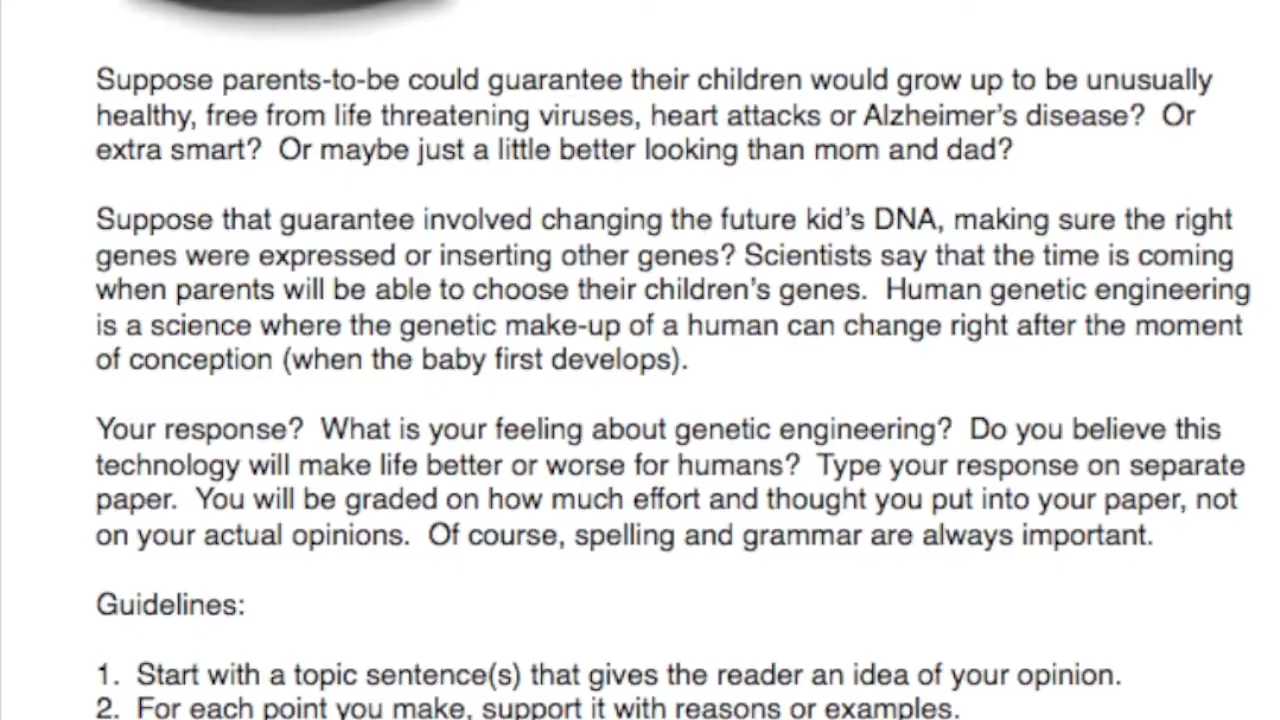 Suppose parents-to-be could guarantee their children would grow up to be unusually
healthy, free from life threatening viruses, heart attacks or Alzheimer's disease?  Or
extra smart?  Or maybe just a little better looking than mom and dad?
Suppose that guarantee involved changing the future kid's DNA, making sure the right
genes were expressed or inserting other genes? Scientists say that the time is coming
when parents will be able to choose their children's genes.  Human genetic engineering
is a science where the genetic make-up of a human can change right after the moment
of conception (when the baby first develops).
Your response?  What is your feeling about genetic engineering?  Do you believe this
technology will make life better or worse for humans?  Type your response on separate
paper.  You will be graded on how much effort and thought you put into your paper, not
on your actual opinions.  Of course, spelling and grammar are always important.
Guidelines:
1.  Start with a topic sentence(s) that gives the reader an idea of your opinion.
2.  For each point you make, support it with reasons or examples.